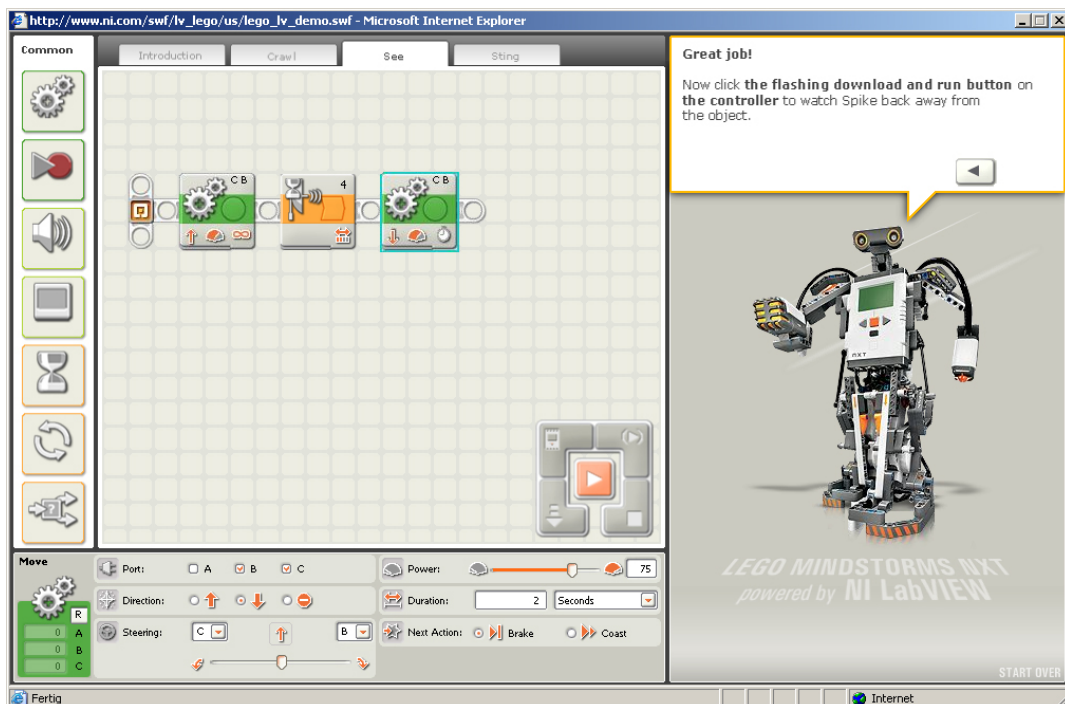 http://www.ni.com/swf/lv_lego/us/lego_lv_demo.swf - Microsoft Internet Explorer
Common
Introduction
Crawl
See
Sting
Great job!
Now click the flashing download and run button on
the controller to watch Spike back away from
the object.
C B
4
C B
NXT
LEGO MINDSTORMS NXT
powered by NI LabVIEW
START OVER
Move
R
0 A
0 B
0 C
Port: A B C
Direction:
Steering: C B
Power: 75
Duration: 2 Seconds
Next Action: Brake Coast
Fertig
Internet